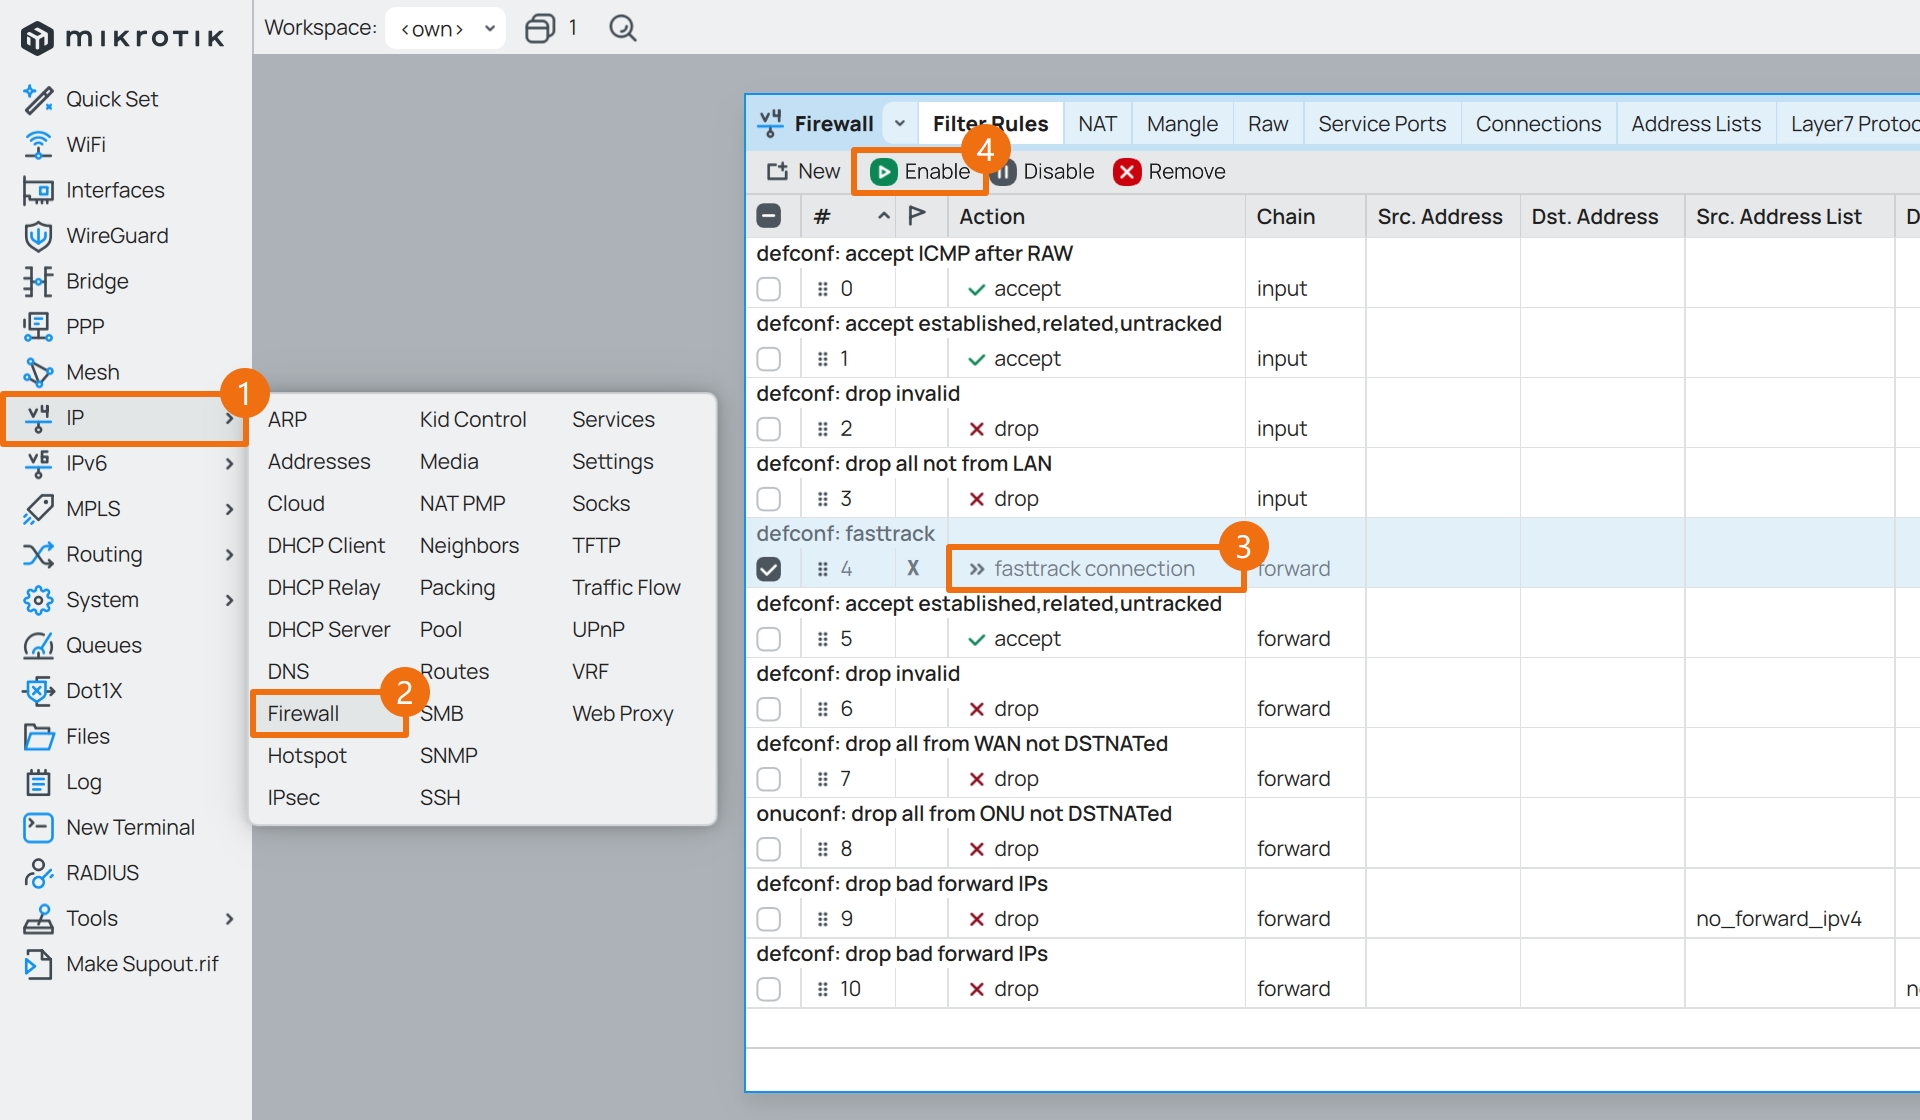 mikrotik
Workspace: <own> 1
Quick Set
WiFi
Interfaces
WireGuard
Bridge
PPP
Mesh
IP
1
IPv6
MPLS
Routing
System
Queues
Dot1X
Files
Log
New Terminal
RADIUS
Tools
Make Supout.rif
ARP Kid Control Services
Addresses Media Settings
Cloud NAT PMP Socks
DHCP Client Neighbors TFTP
DHCP Relay Packing Traffic Flow
DHCP Server Pool UPnP
DNS Routes VRF
2
Firewall SMB Web Proxy
Hotspot SNMP
IPsec SSH
v4 Firewall Filter Rules NAT Mangle Raw Service Ports Connections Address Lists Layer7 Protoc
New Enable 4 Disable Remove
# Action Chain Src. Address Dst. Address Src. Address List D
defconf: accept ICMP after RAW
0 accept input
defconf: accept established,related,untracked
1 accept input
defconf: drop invalid
2 drop input
defconf: drop all not from LAN
3 drop input
defconf: fasttrack
3
4 X fasttrack connection forward
defconf: accept established,related,untracked
5 accept forward
defconf: drop invalid
6 drop forward
defconf: drop all from WAN not DSTNATed
7 drop forward
onuconf: drop all from ONU not DSTNATed
8 drop forward
defconf: drop bad forward IPs
9 drop forward no_forward_ipv4
defconf: drop bad forward IPs
10 drop forward n